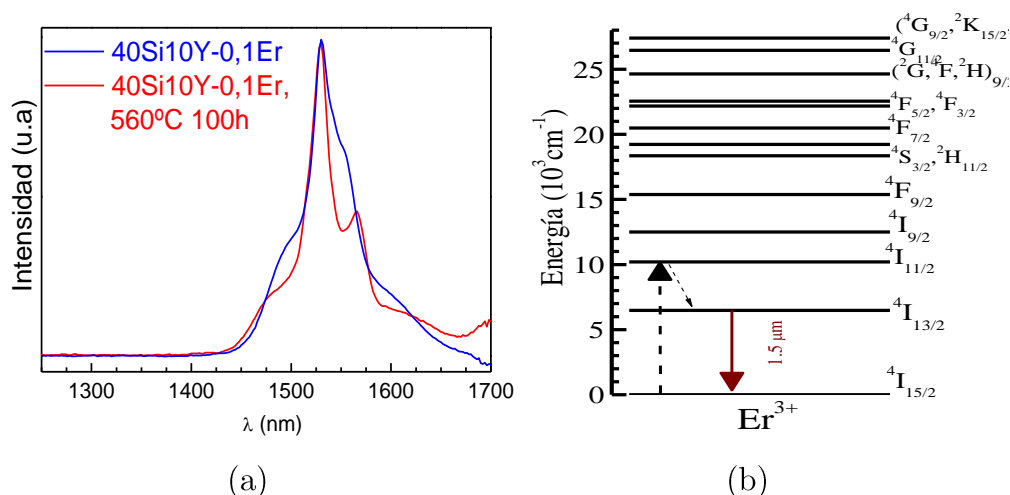 40Si10Y-0,1Er
40Si10Y-0,1Er,
560ºC 100h
Intensidad (u.a)
1300 1400 1500 1600 1700
λ (nm)
(a)
Energía (10³cm⁻¹)
25
20
15
10
5
0
(⁴G₉/₂,²K₁₅/₂,
⁴G₁₁/₂
(²G,⁴F,²H)₉/₂
⁴F₅/₂,⁴F₃/₂
⁴F₇/₂
⁴S₃/₂,²H₁₁/₂
⁴F₉/₂
⁴I₉/₂
⁴I₁₁/₂
⁴I₁₃/₂
1.5 μm
⁴I₁₅/₂
Er³⁺
(b)